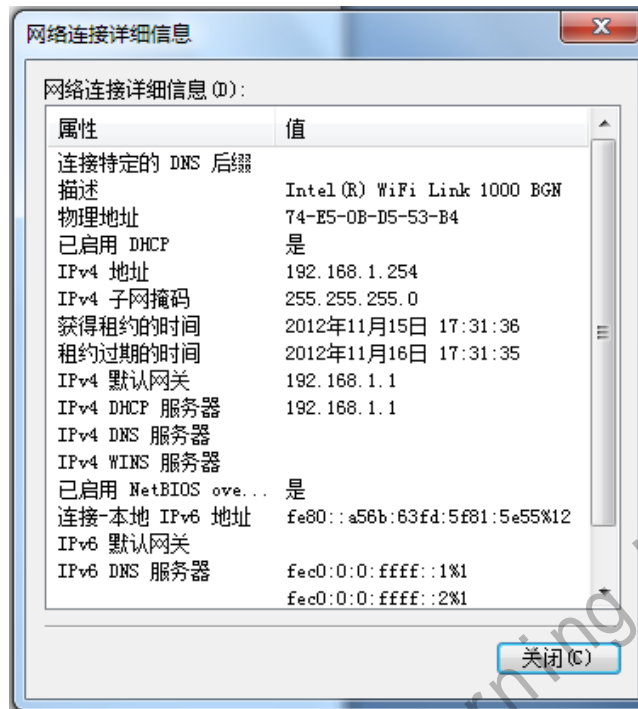 网络连接详细信息
网络连接详细信息(D):
属性 值
连接特定的 DNS 后缀
描述 Intel(R) WiFi Link 1000 BGN
物理地址 74-E5-0B-D5-53-B4
已启用 DHCP 是
IPv4 地址 192.168.1.254
IPv4 子网掩码 255.255.255.0
获得租约的时间 2012年11月15日 17:31:36
租约过期的时间 2012年11月16日 17:31:35
IPv4 默认网关 192.168.1.1
IPv4 DHCP 服务器 192.168.1.1
IPv4 DNS 服务器
IPv4 WINS 服务器
已启用 NetBIOS ove... 是
连接-本地 IPv6 地址 fe80::a56b:63fd:5f81:5e55%12
IPv6 默认网关
IPv6 DNS 服务器 fec0:0:0:ffff::1%1
fec0:0:0:ffff::2%1
关闭(C)